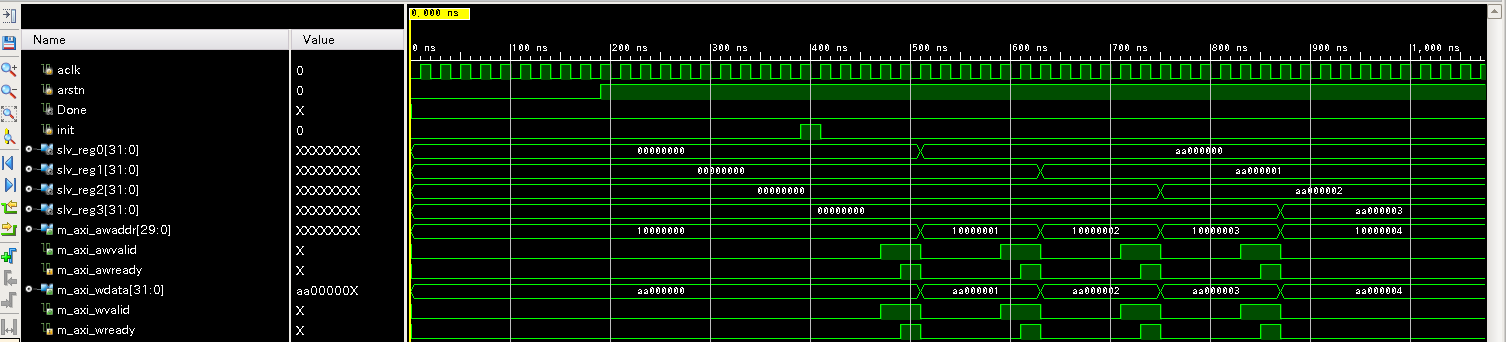 0.000 ns
Name Value
0 ns 100 ns 200 ns 300 ns 400 ns 500 ns 600 ns 700 ns 800 ns 900 ns 1,000 ns
aclk 0
arstn 0
Done X
init 0
slv_reg0[31:0] XXXXXXXX 00000000 aa000000
slv_reg1[31:0] XXXXXXXX 00000000 aa000001
slv_reg2[31:0] XXXXXXXX 00000000 aa000002
slv_reg3[31:0] XXXXXXXX 00000000 aa000003
m_axi_awaddr[29:0] XXXXXXXX 10000000 10000001 10000002 10000003 10000004
m_axi_awvalid X
m_axi_awready X
m_axi_wdata[31:0] aa00000X aa000000 aa000001 aa000002 aa000003 aa000004
m_axi_wvalid X
m_axi_wready X